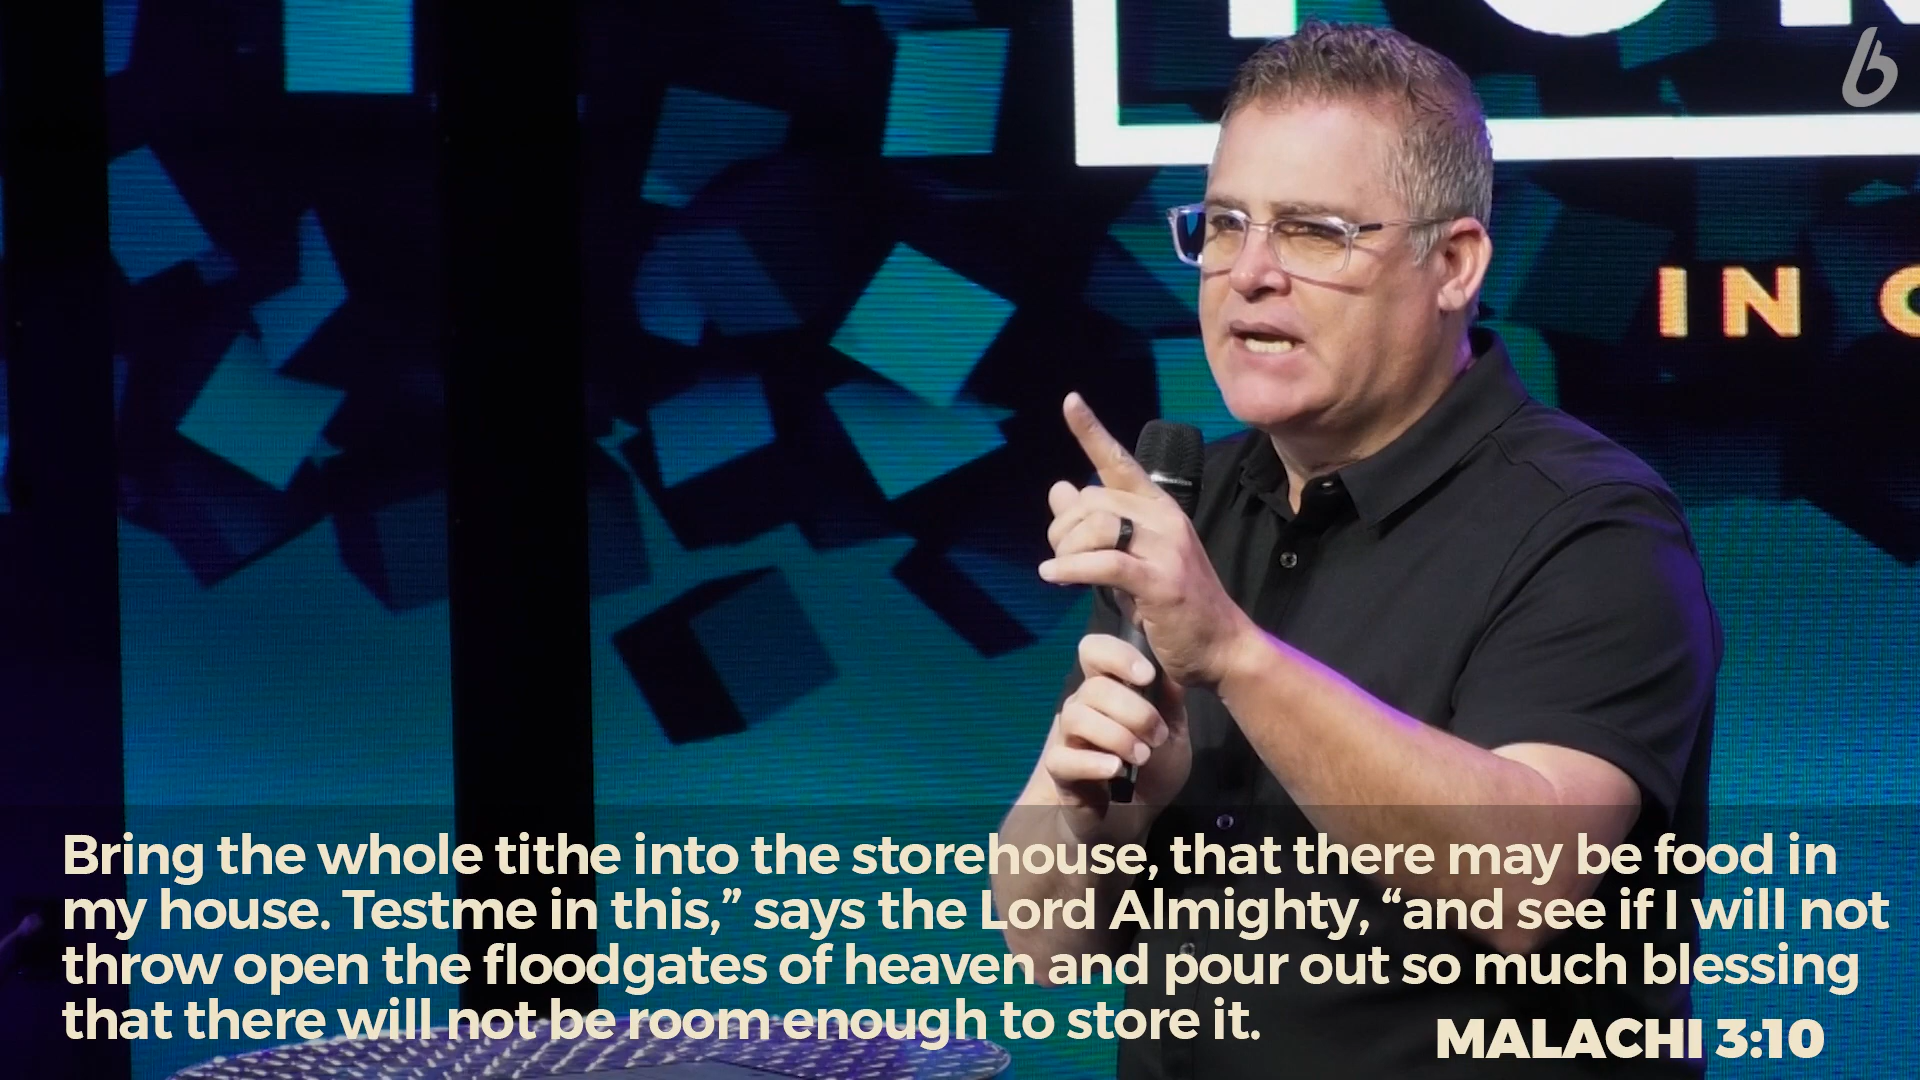 IN
Bring the whole tithe into the storehouse, that there may be food in
my house. Testme in this,” says the Lord Almighty, “and see if I will not
throw open the floodgates of heaven and pour out so much blessing
that there will not be room enough to store it.
MALACHI 3:10